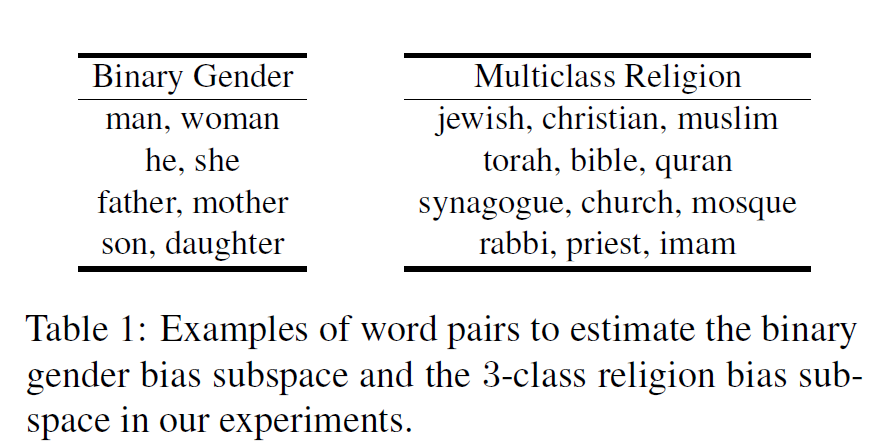 Binary Gender
man, woman
he, she
father, mother
son, daughter
Multiclass Religion
jewish, christian, muslim
torah, bible, quran
synagogue, church, mosque
rabbi, priest, imam
Table 1: Examples of word pairs to estimate the binary
gender bias subspace and the 3-class religion bias sub-
space in our experiments.